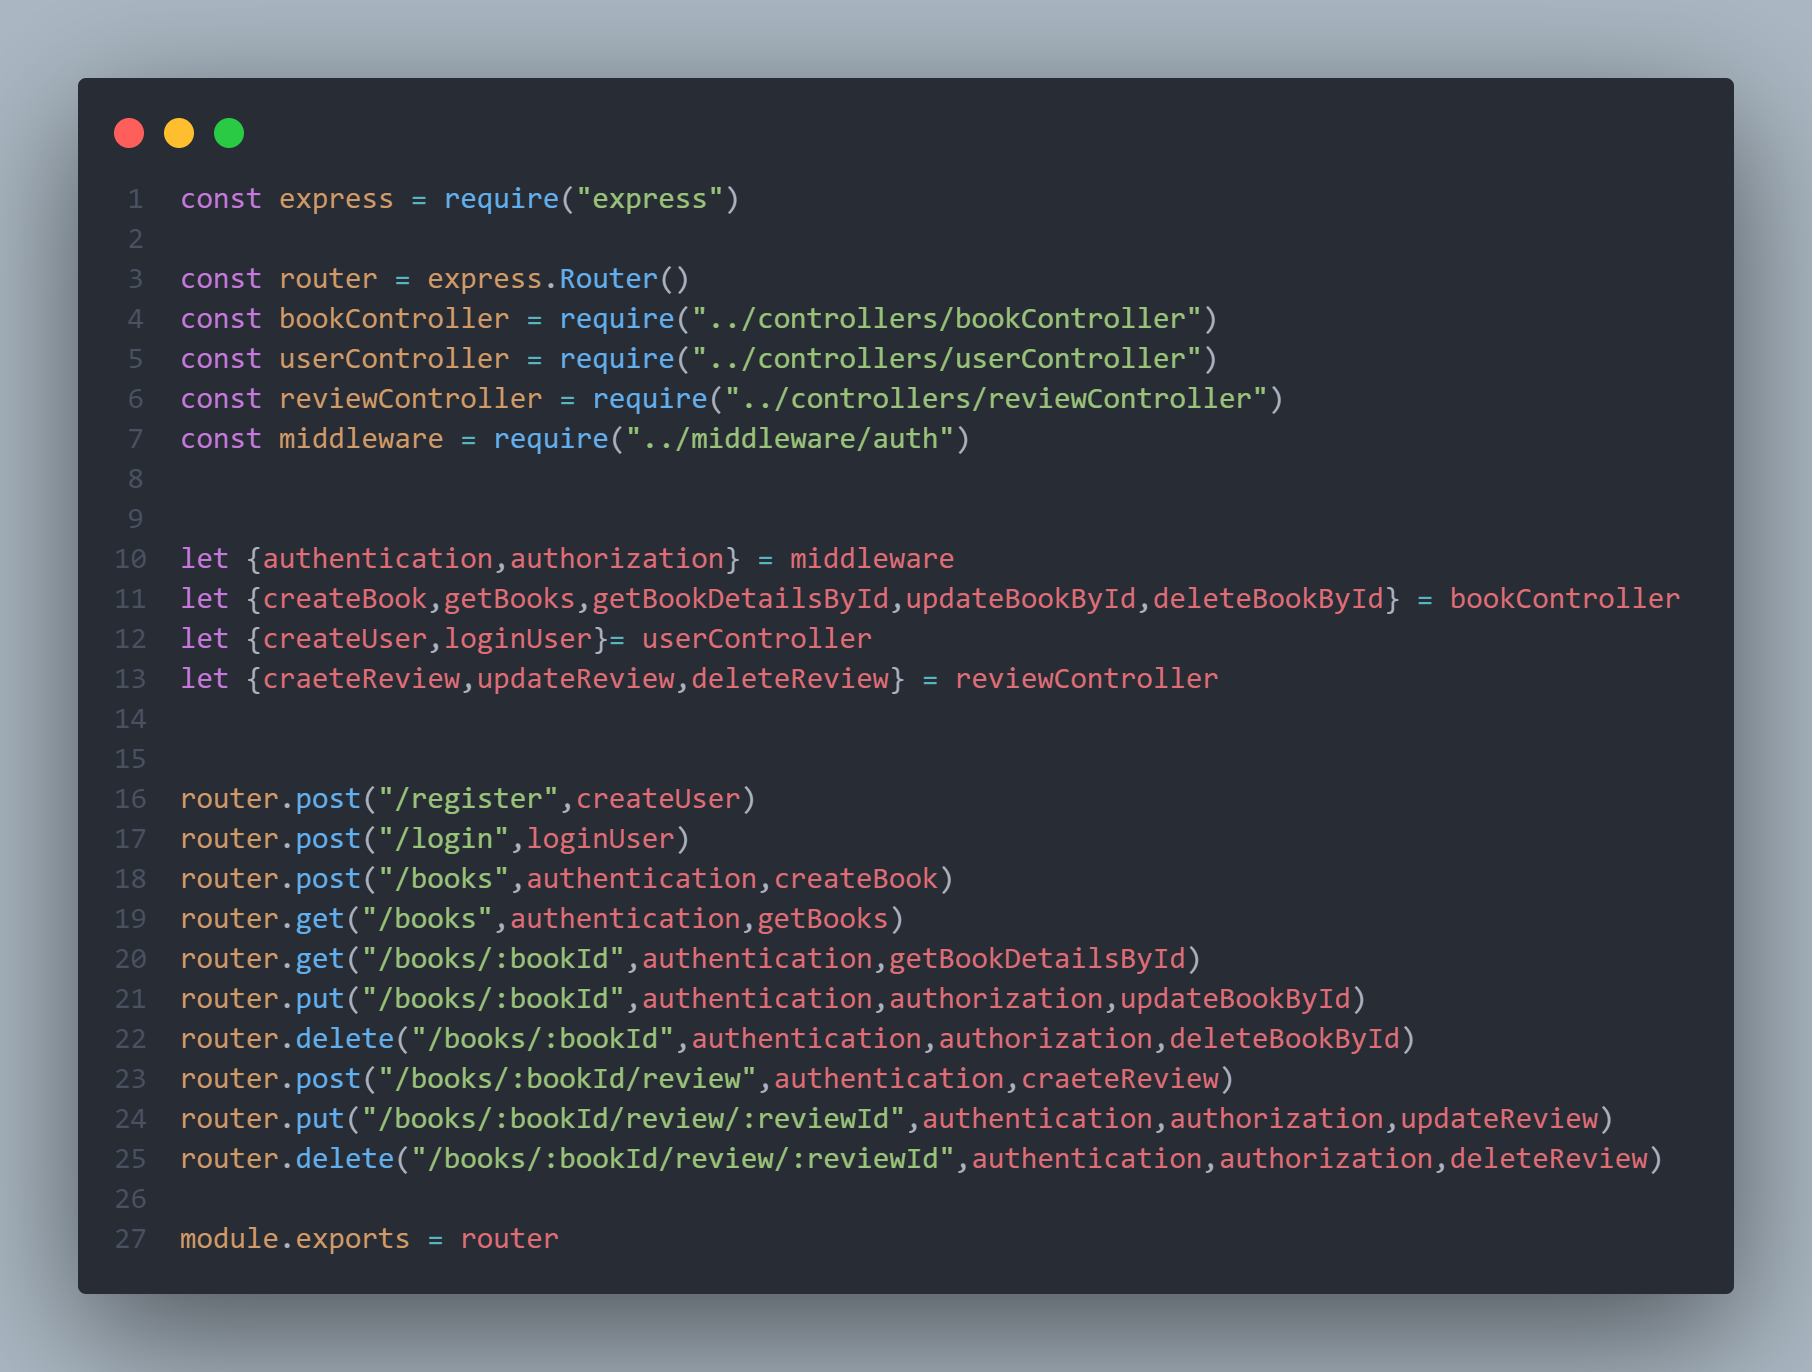 1 const express = require("express")
2
3 const router = express.Router()
4 const bookController = require("../controllers/bookController")
5 const userController = require("../controllers/userController")
6 const reviewController = require("../controllers/reviewController")
7 const middleware = require("../middleware/auth")
8
9
10 let {authentication,authorization} = middleware
11 let {createBook,getBooks,getBookDetailsById,updateBookById,deleteBookById} = bookController
12 let {createUser,loginUser}= userController
13 let {craeteReview,updateReview,deleteReview} = reviewController
14
15
16 router.post("/register",createUser)
17 router.post("/login",loginUser)
18 router.post("/books",authentication,createBook)
19 router.get("/books",authentication,getBooks)
20 router.get("/books/:bookId",authentication,getBookDetailsById)
21 router.put("/books/:bookId",authentication,authorization,updateBookById)
22 router.delete("/books/:bookId",authentication,authorization,deleteBookById)
23 router.post("/books/:bookId/review",authentication,craeteReview)
24 router.put("/books/:bookId/review/:reviewId",authentication,authorization,updateReview)
25 router.delete("/books/:bookId/review/:reviewId",authentication,authorization,deleteReview)
26
27 module.exports = router